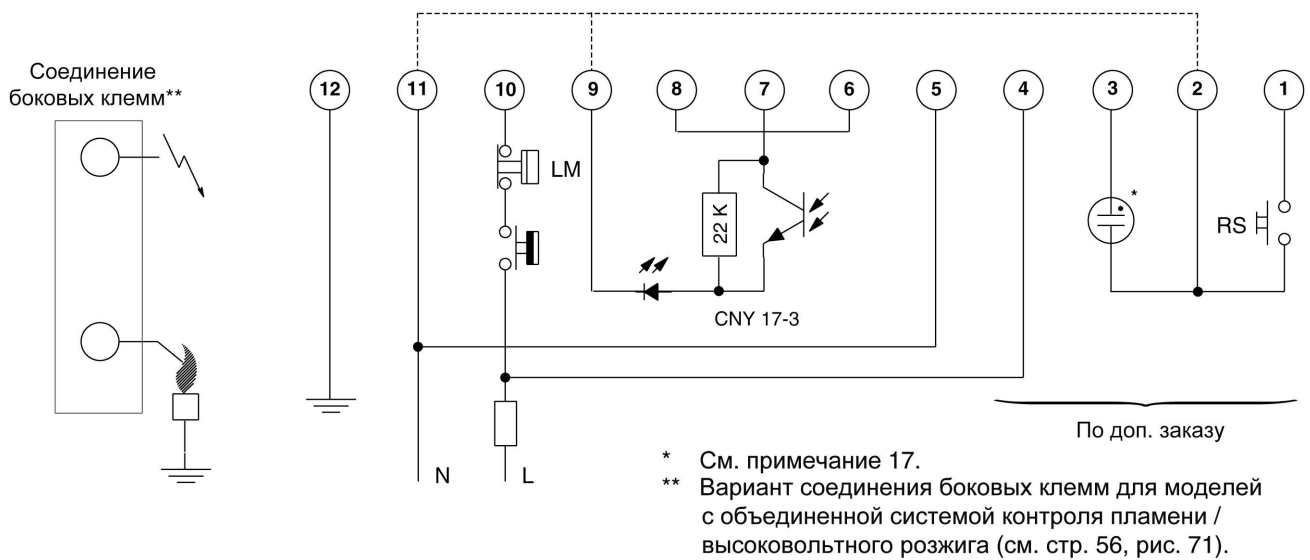 Соединение
боковых клемм**
12 11 10 9 8 7 6 5 4 3 2 1
LM
22 K
*
RS
CNY 17-3
По доп. заказу
N L
* См. примечание 17.
** Вариант соединения боковых клемм для моделей
с объединенной системой контроля пламени /
высоковольтного розжига (см. стр. 56, рис. 71).